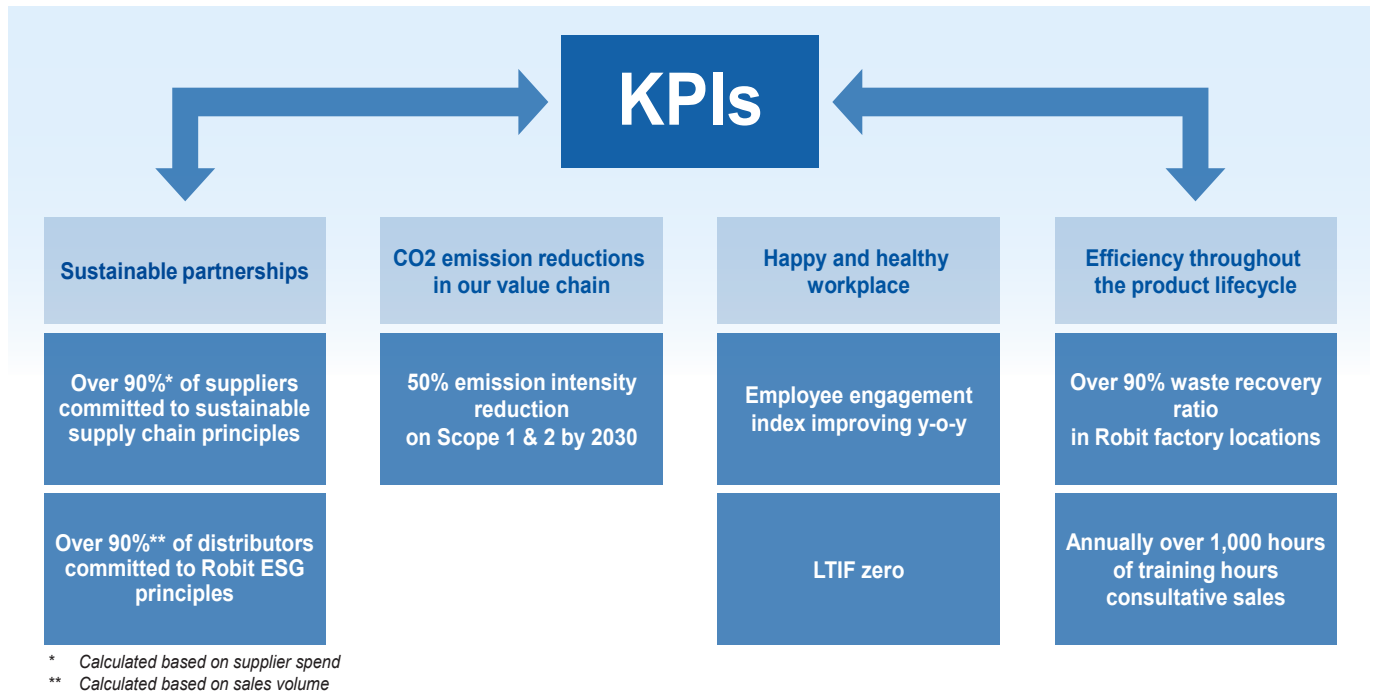 KPIs
Sustainable partnerships
CO2 emission reductions
in our value chain
Happy and healthy
workplace
Efficiency throughout
the product lifecycle
Over 90%* of suppliers
committed to sustainable
supply chain principles
50% emission intensity
reduction
on Scope 1 & 2 by 2030
Employee engagement
index improving y-o-y
Over 90% waste recovery
ratio
in Robit factory locations
Over 90%** of distributors
committed to Robit ESG
principles
LTIF zero
Annually over 1,000 hours
of training hours
consultative sales
* Calculated based on supplier spend
** Calculated based on sales volume